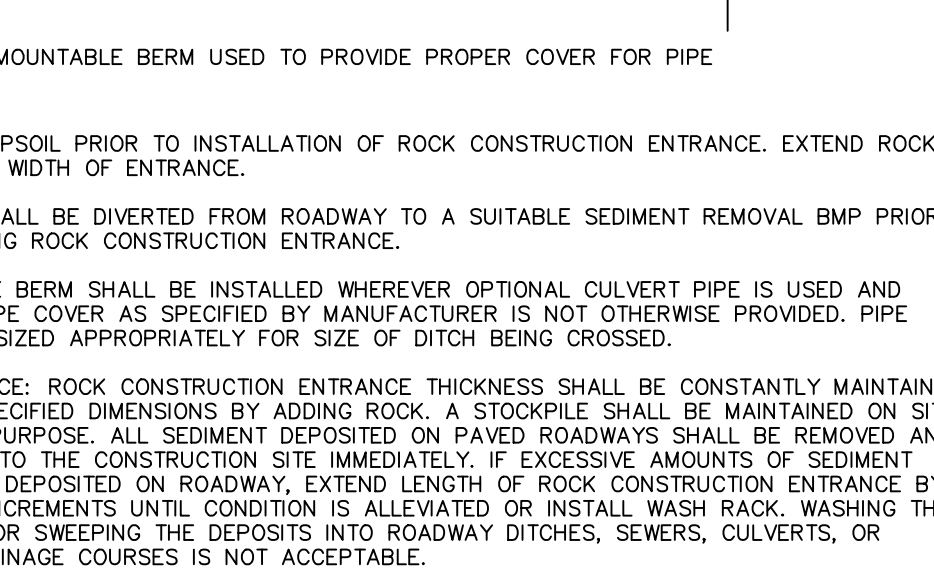 MOUNTABLE BERM USED TO PROVIDE PROPER COVER FOR PIPE
PSOIL PRIOR TO INSTALLATION OF ROCK CONSTRUCTION ENTRANCE. EXTEND ROCK
WIDTH OF ENTRANCE.
ALL BE DIVERTED FROM ROADWAY TO A SUITABLE SEDIMENT REMOVAL BMP PRIOR
NG ROCK CONSTRUCTION ENTRANCE.
E BERM SHALL BE INSTALLED WHEREVER OPTIONAL CULVERT PIPE IS USED AND
PE COVER AS SPECIFIED BY MANUFACTURER IS NOT OTHERWISE PROVIDED. PIPE
SIZED APPROPRIATELY FOR SIZE OF DITCH BEING CROSSED.
CE: ROCK CONSTRUCTION ENTRANCE THICKNESS SHALL BE CONSTANTLY MAINTAIN
ECIFIED DIMENSIONS BY ADDING ROCK. A STOCKPILE SHALL BE MAINTAINED ON SIT
PURPOSE. ALL SEDIMENT DEPOSITED ON PAVED ROADWAYS SHALL BE REMOVED AN
TO THE CONSTRUCTION SITE IMMEDIATELY. IF EXCESSIVE AMOUNTS OF SEDIMENT
DEPOSITED ON ROADWAY, EXTEND LENGTH OF ROCK CONSTRUCTION ENTRANCE BY
NCREMENTS UNTIL CONDITION IS ALLEVIATED OR INSTALL WASH RACK. WASHING TH
OR SWEEPING THE DEPOSITS INTO ROADWAY DITCHES, SEWERS, CULVERTS, OR
INAGE COURSES IS NOT ACCEPTABLE.